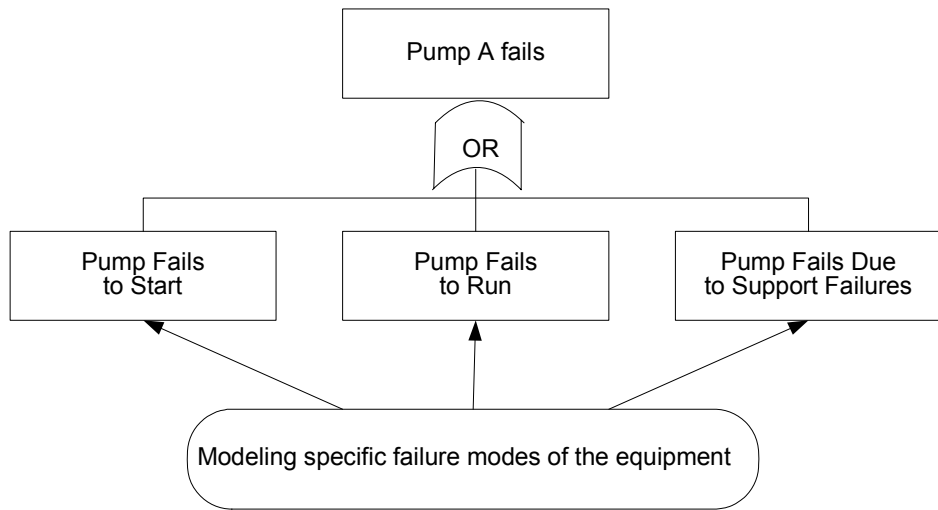 Pump A fails
OR
Pump Fails
to Start
Pump Fails
to Run
Pump Fails Due
to Support Failures
Modeling specific failure modes of the equipment